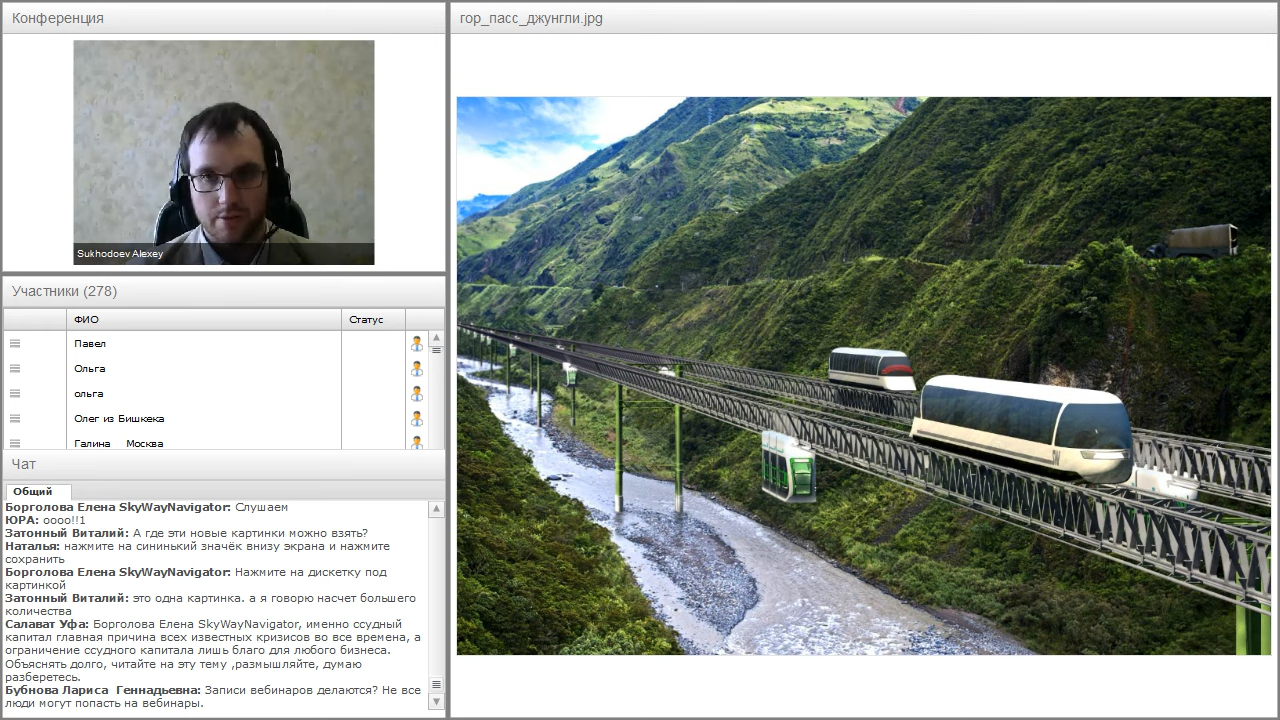 Конференция
Sukhodoev Alexey
Участники (278)
ФИО Статус
Павел
Ольга
ольга
Олег из Бишкека
Галина Москва
Чат
Общий
Борголова Елена SkyWayNavigator: Слушаем
ЮРА: оооо!!1
Затонный Виталий: А где эти новые картинки можно взять?
Наталья: нажмите на сининький значёк внизу экрана и нажмите
сохранить
Борголова Елена SkyWayNavigator: Нажмите на дискетку под
картинкой
Затонный Виталий: это одна картинка. а я говорю насчет большего
количества
Салават Уфа: Борголова Елена SkyWayNavigator, именно ссудный
капитал главная причина всех известных кризисов во все времена, а
ограничение ссудного капитала лишь благо для любого бизнеса.
Объяснять долго, читайте на эту тему ,размышляйте, думаю
разберетесь.
Бубнова Лариса Геннадьевна: Записи вебинаров делаются? Не все
люди могут попасть на вебинары.
гор_пасс_джунгли.jpg